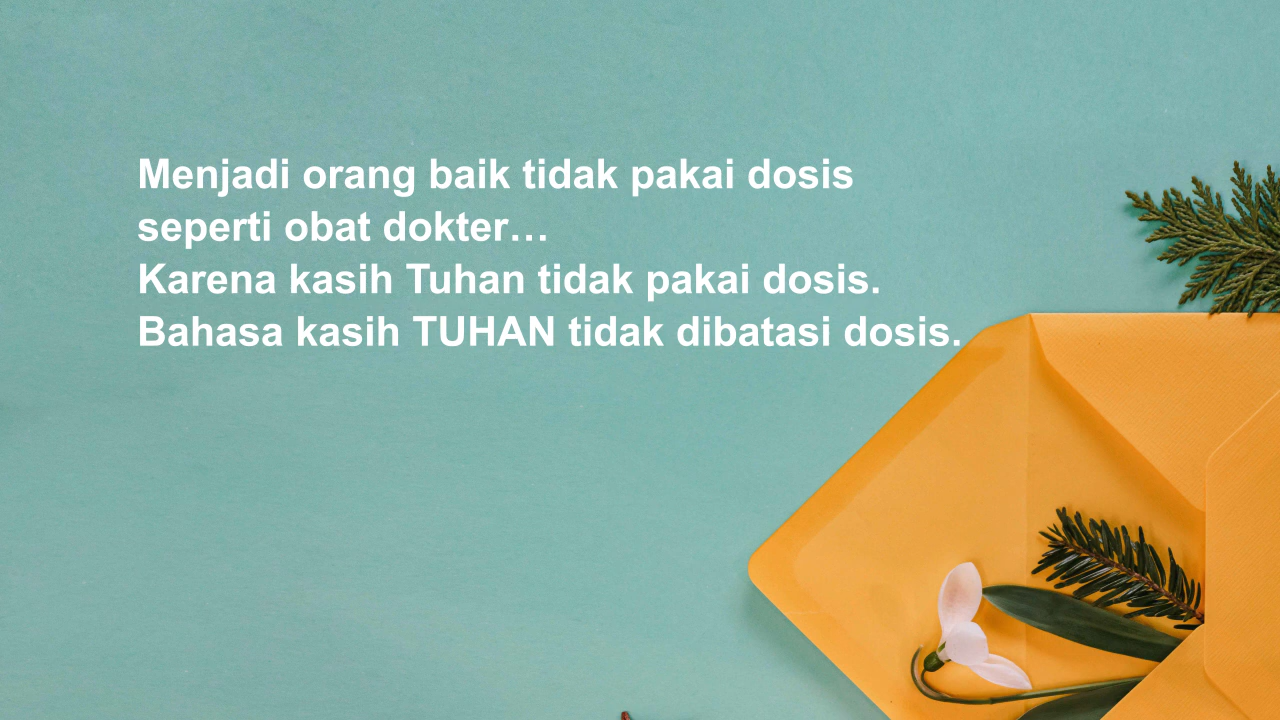 Menjadi orang baik tidak pakai dosis
seperti obat dokter…
Karena kasih Tuhan tidak pakai dosis.
Bahasa kasih TUHAN tidak dibatasi dosis.